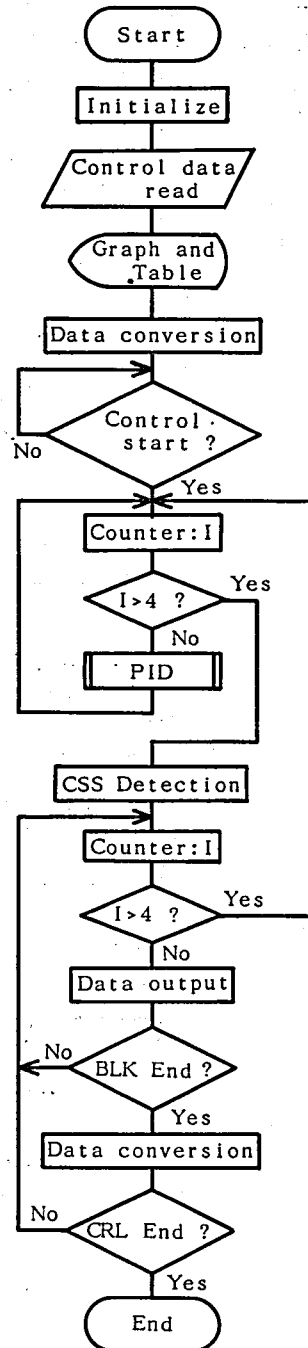 Start
Initialize
Control data
read
Graph and
Table
Data conversion
Control
start ?
No
Yes
Counter:I
I>4 ?
Yes
No
PID
CSS Detection
Counter:I
I>4 ?
Yes
No
Data output
No
BLK End ?
Yes
Data conversion
No
CRL End ?
Yes
End